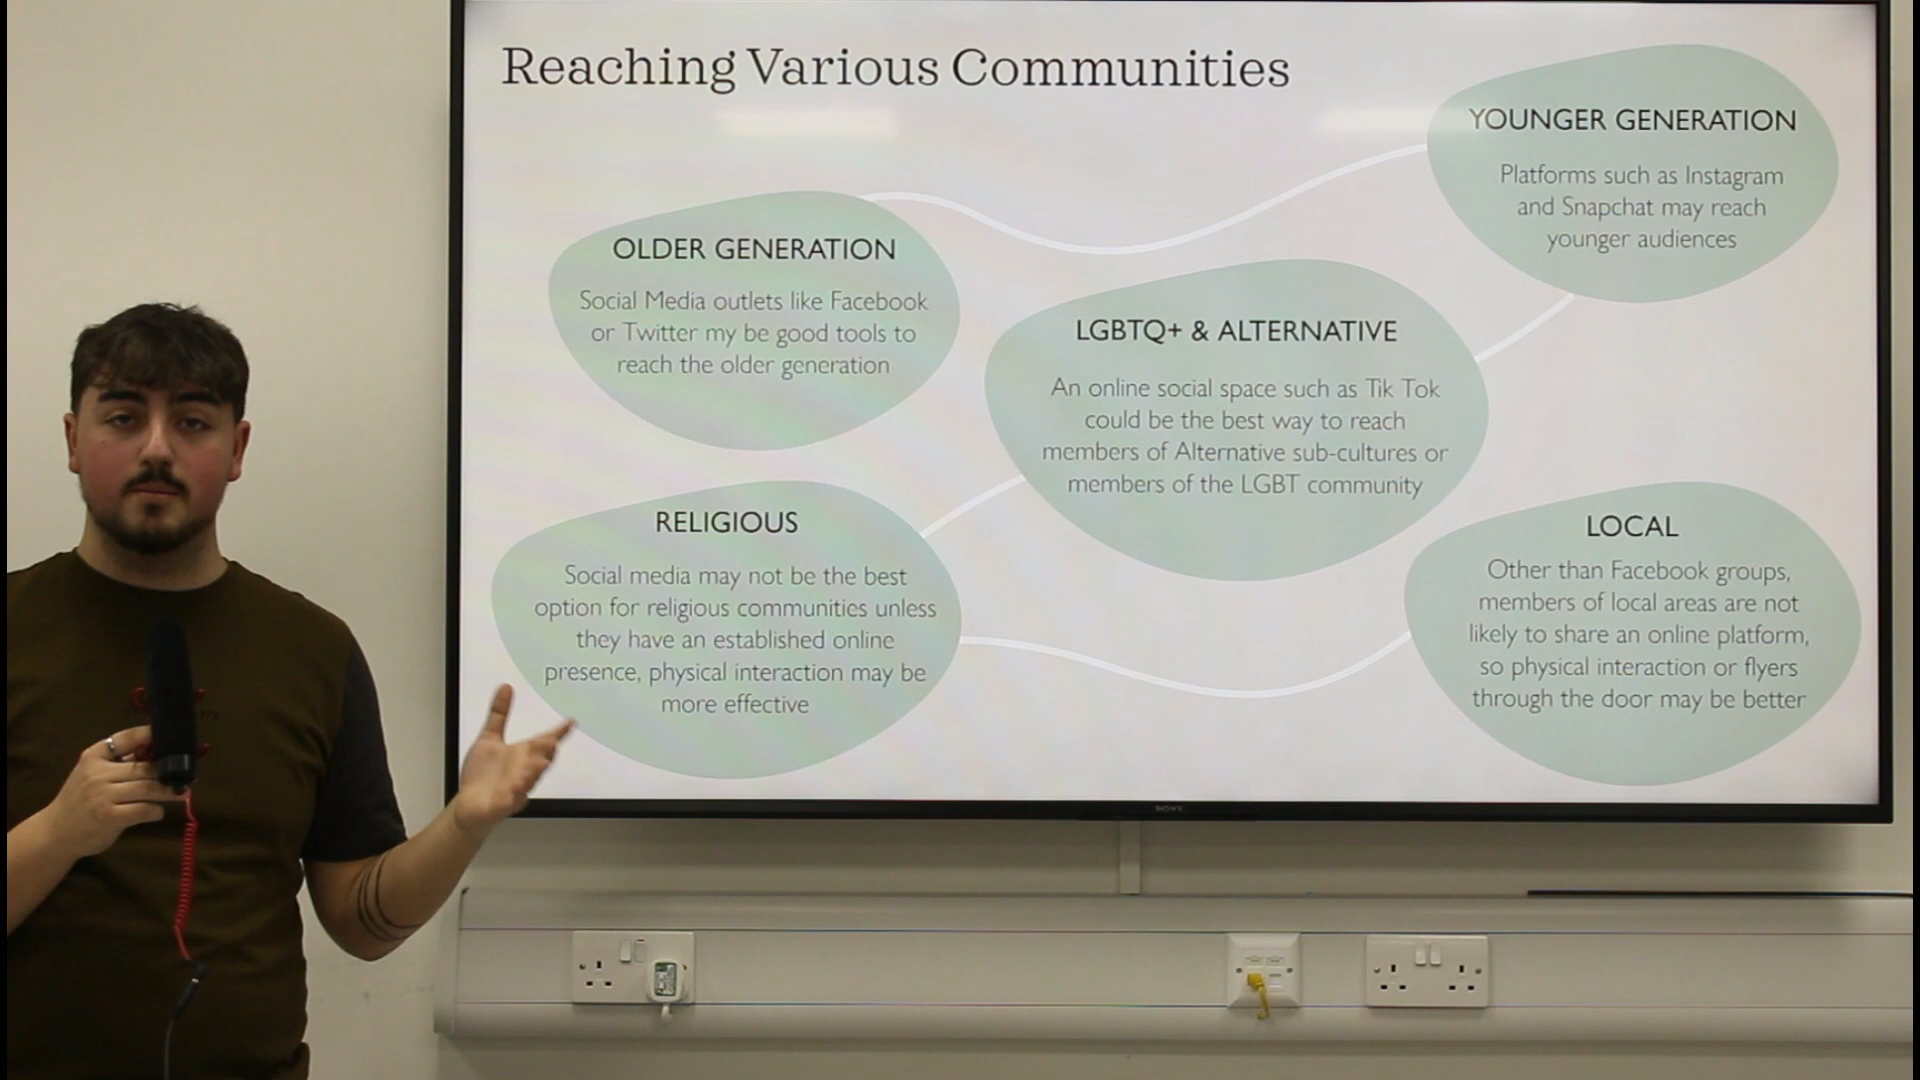 Reaching Various Communities
YOUNGER GENERATION
Platforms such as Instagram
and Snapchat may reach
younger audiences
OLDER GENERATION
Social Media outlets like Facebook
or Twitter my be good tools to
reach the older generation
LGBTQ+ & ALTERNATIVE
An online social space such as Tik Tok
could be the best way to reach
members of Alternative sub-cultures or
members of the LGBT community
RELIGIOUS
Social media may not be the best
option for religious communities unless
they have an established online
presence, physical interaction may be
more effective
LOCAL
Other than Facebook groups,
members of local areas are not
likely to share an online platform,
so physical interaction or flyers
through the door may be better
SONY